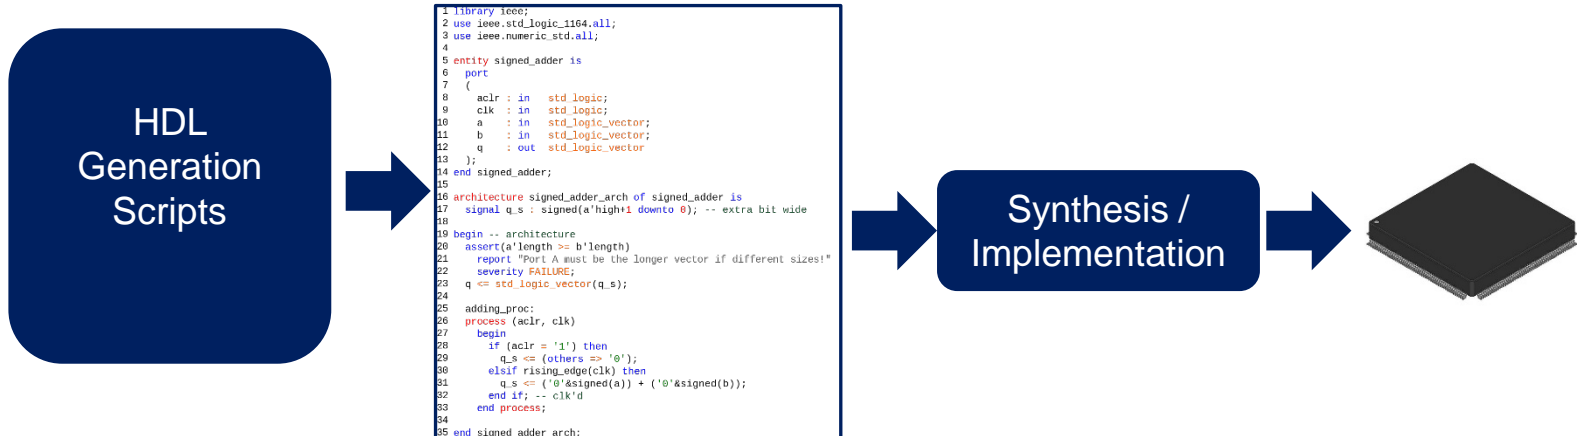 HDL
Generation
Scripts
1 library ieee;
2 use ieee.std_logic_1164.all;
3 use ieee.numeric_std.all;
4
5 entity signed_adder is
6   port
7   (
8     aclr : in   std_logic;
9     clk  : in   std_logic;
10     a    : in   std_logic_vector;
11     b    : in   std_logic_vector;
12     q    : out  std_logic_vector
13   );
14 end signed_adder;
15
16 architecture signed_adder_arch of signed_adder is
17   signal q_s : signed(a'high+1 downto 0); -- extra bit wide
18
19 begin -- architecture
20   assert(a'length >= b'length)
21     report "Port A must be the longer vector if different sizes!"
22     severity FAILURE;
23   q <= std_logic_vector(q_s);
24
25   adding_proc:
26   process (aclr, clk)
27     begin
28       if (aclr = '1') then
29         q_s <= (others => '0');
30       elsif rising_edge(clk) then
31         q_s <= ('0'&signed(a)) + ('0'&signed(b));
32       end if; -- clk'd
33     end process;
34
35 end signed_adder_arch;
Synthesis /
Implementation